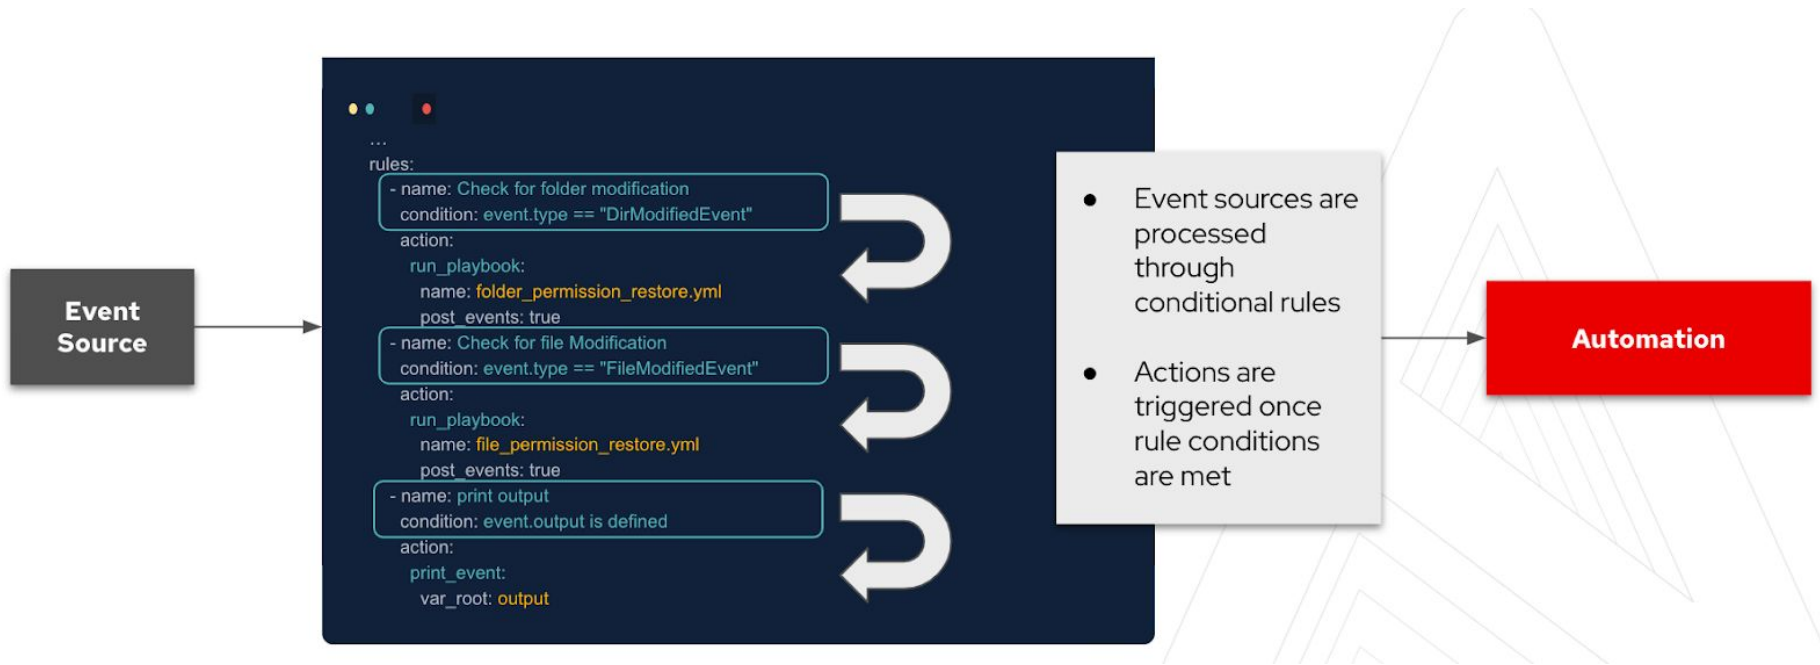 Event
Source
...
rules:
- name: Check for folder modification
condition: event.type == "DirModifiedEvent"
action:
run_playbook:
name: folder_permission_restore.yml
post_events: true
- name: Check for file Modification
condition: event.type == "FileModifiedEvent"
action:
run_playbook:
name: file_permission_restore.yml
post_events: true
- name: print output
condition: event.output is defined
action:
print_event:
var_root: output
● Event sources are
processed
through
conditional rules
● Actions are
triggered once
rule conditions
are met
Automation